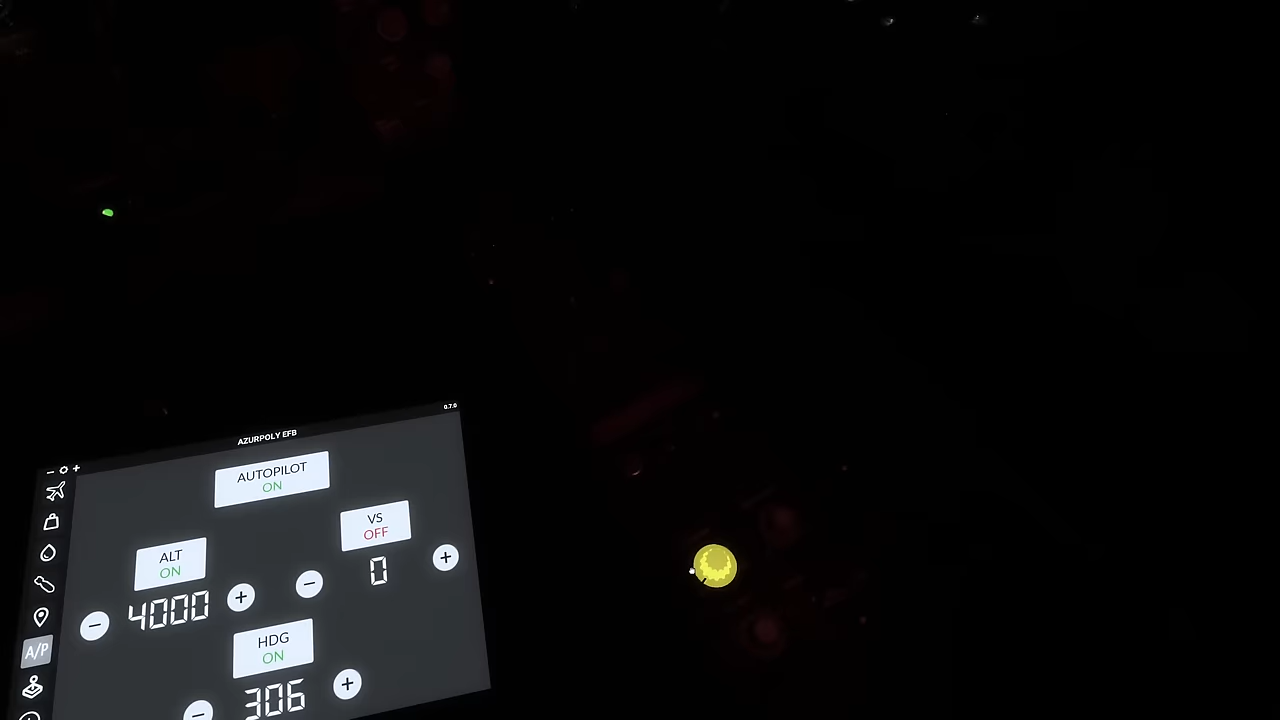 0.7.0
AZURPOLY EFB
AUTOPILOT
ON
VS
OFF
0
ALT
ON
4000
HDG
ON
306
A/P